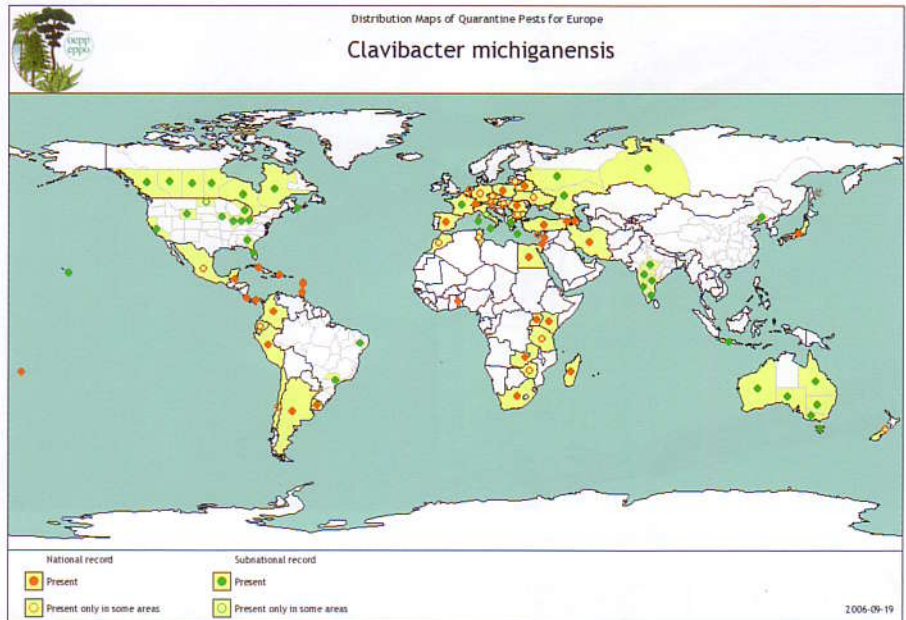 oepp
eppo
Distribution Maps of Quarantine Pests for Europe
Clavibacter michiganensis
National record
Subnational record
Present
Present
Present only in some areas
Present only in some areas
2006-09-19